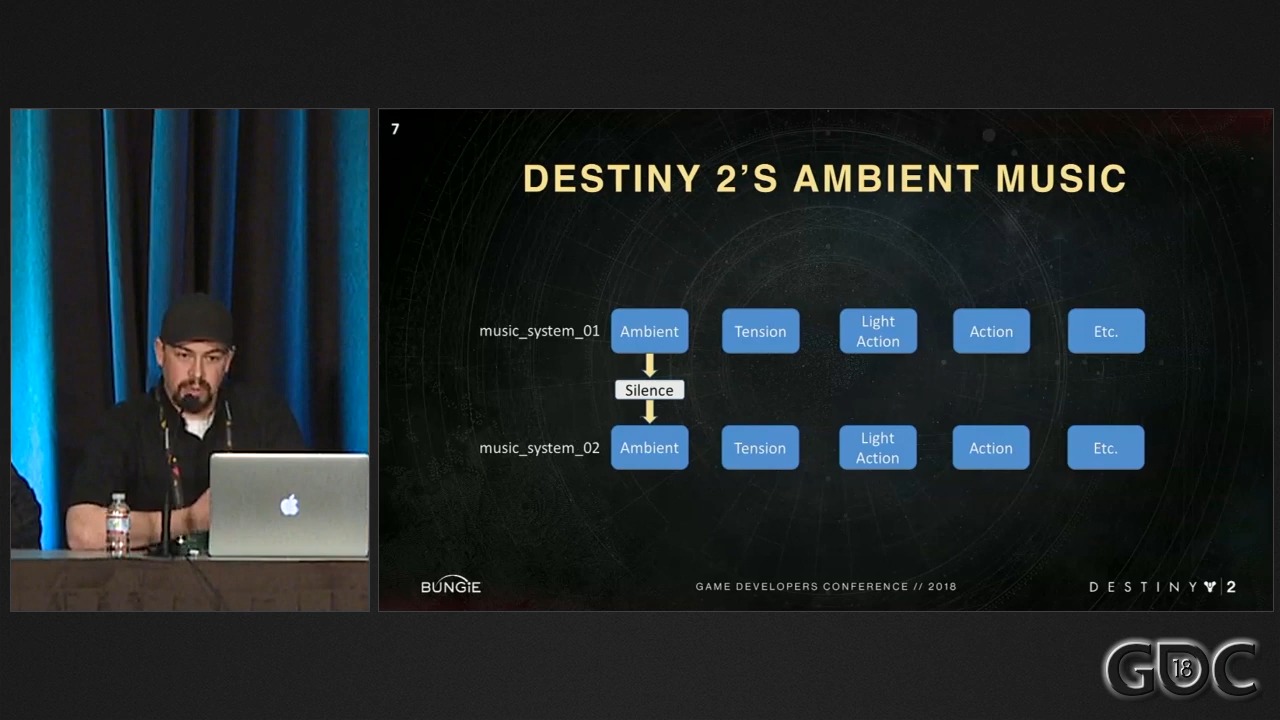 7
DESTINY 2'S AMBIENT MUSIC
music_system_01
Ambient
Tension
Light
Action
Action
Etc.
Silence
music_system_02
Ambient
Tension
Light
Action
Action
Etc.
BUNGiE
GAME DEVELOPERS CONFERENCE // 2018
DESTINY 2
GDC
18